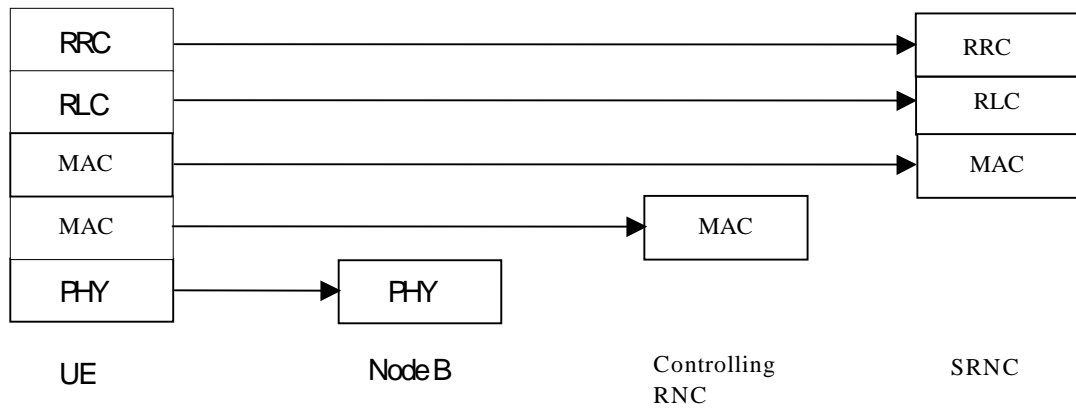 RRC RRC
RLC RLC
MAC MAC
MAC MAC
PHY PHY
UE Node B Controlling RNC SRNC